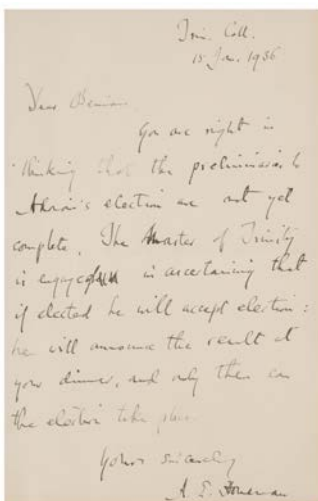 Trin. Coll.
15 Jan. 1936
Dear
You are right in
thinking that the preliminaries to
Adrian's election are not yet
complete. The Master of Trinity
is engaged in ascertaining that
if elected he will accept election:
he will announce the result at
your dinner, and only then can
the election take place.
Yours sincerely
A. E. Housman